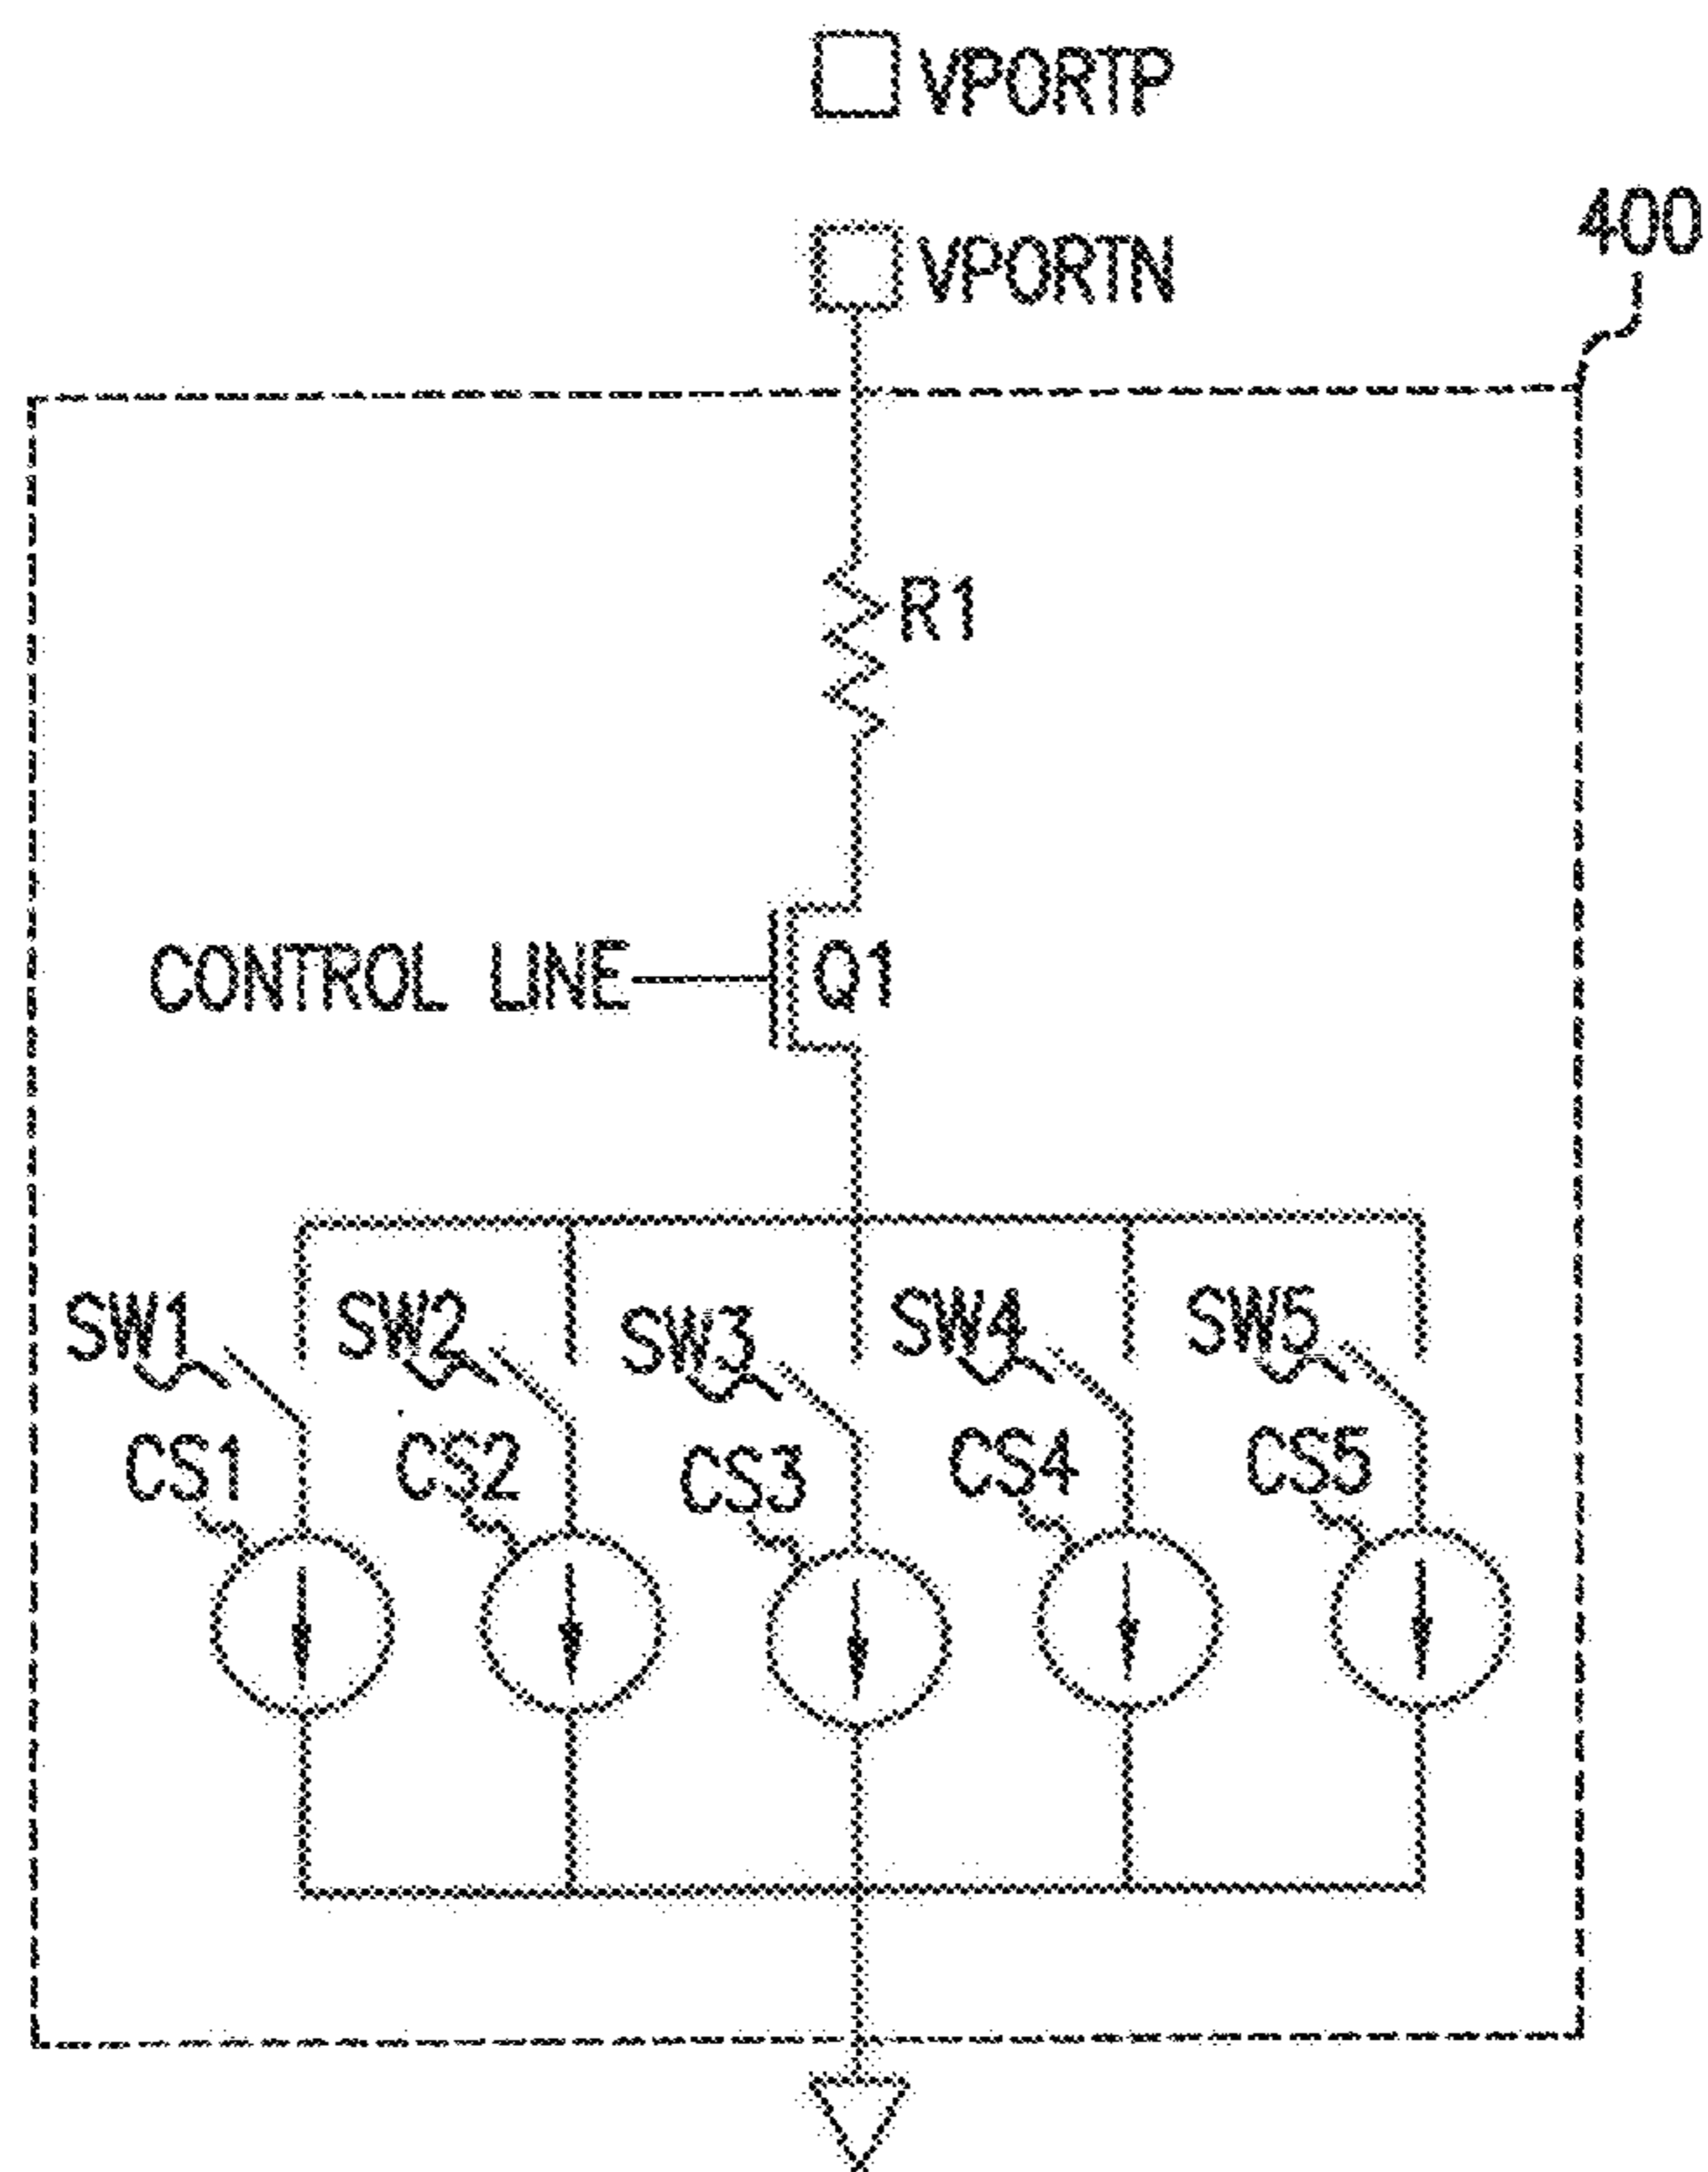 VPORTP
VPORTN
400
R1
CONTROL LINE
Q1
SW1
SW2
SW3
SW4
SW5
CS1
CS2
CS3
CS4
CS5